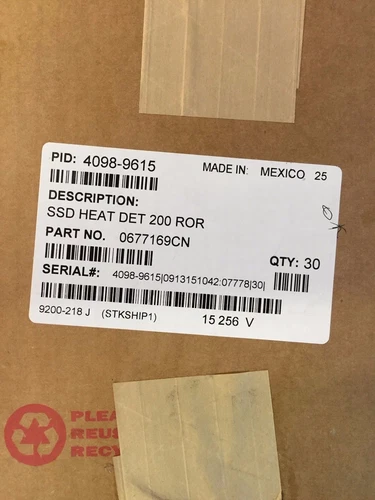 PID: 4098-9615
MADE IN: MEXICO 25
DESCRIPTION:
SSD HEAT DET 200 ROR
PART NO. 0677169CN
QTY: 30
SERIAL#: 4098-9615|0913151042:07778|30|
9200-218 J (STKSHIP1) 15 256 V
PLEA
REUS
RECY